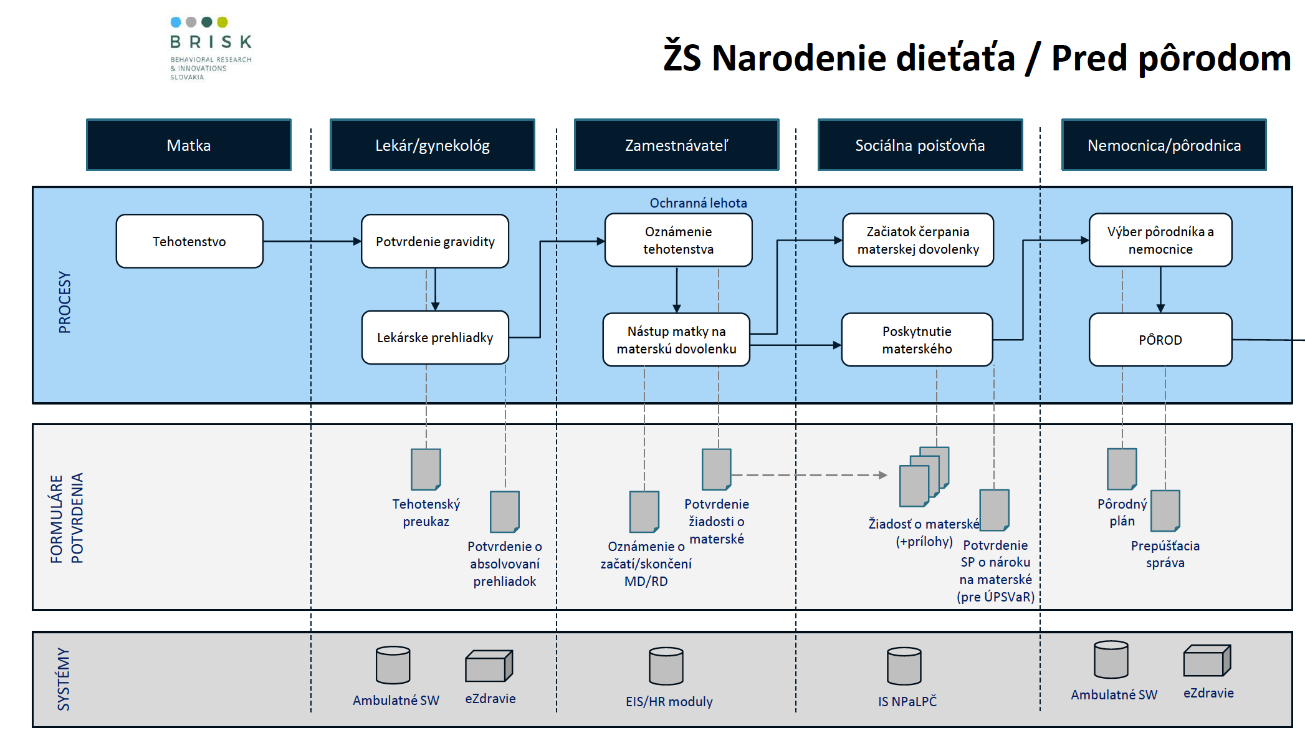 BRISK
BEHAVIORAL RESEARCH
& INNOVATIONS
SLOVAKIA
ŽS Narodenie dieťaťa / Pred pôrodom
Matka
Lekár/gynekológ
Zamestnávateľ
Sociálna poisťovňa
Nemocnica/pôrodnica
PROCESY
Tehotenstvo
Potvrdenie gravidity
Lekárske prehliadky
Ochranná lehota
Oznámenie
tehotenstva
Nástup matky na
materskú dovolenku
Začiatok čerpania
materskej dovolenky
Poskytnutie
materského
Výber pôrodníka a
nemocnice
PÔROD
FORMULÁRE
POTVRDENIA
Tehotenský
preukaz
Potvrdenie o
absolvovaní
prehliadok
Oznámenie o
začatí/skončení
MD/RD
Potvrdenie
žiadosti o
materské
Žiadosť o materské
(+prílohy)
Potvrdenie
SP o nároku
na materské
(pre ÚPSVaR)
Pôrodný
plán
Prepúšťacia
správa
SYSTÉMY
Ambulatné SW
eZdravie
EIS/HR moduly
IS NPaLPČ
Ambulatné SW
eZdravie